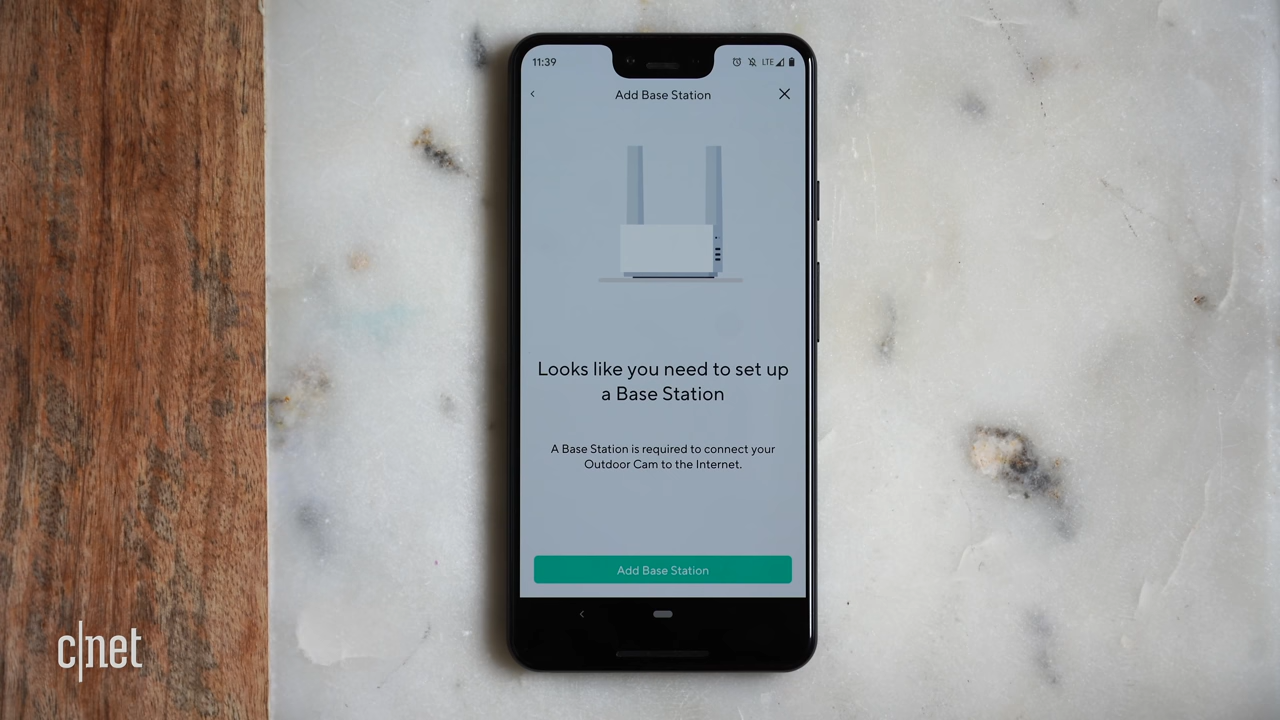 11:39
LTE
Add Base Station
Looks like you need to set up
a Base Station
A Base Station is required to connect your
Outdoor Cam to the Internet.
Add Base Station
c|net